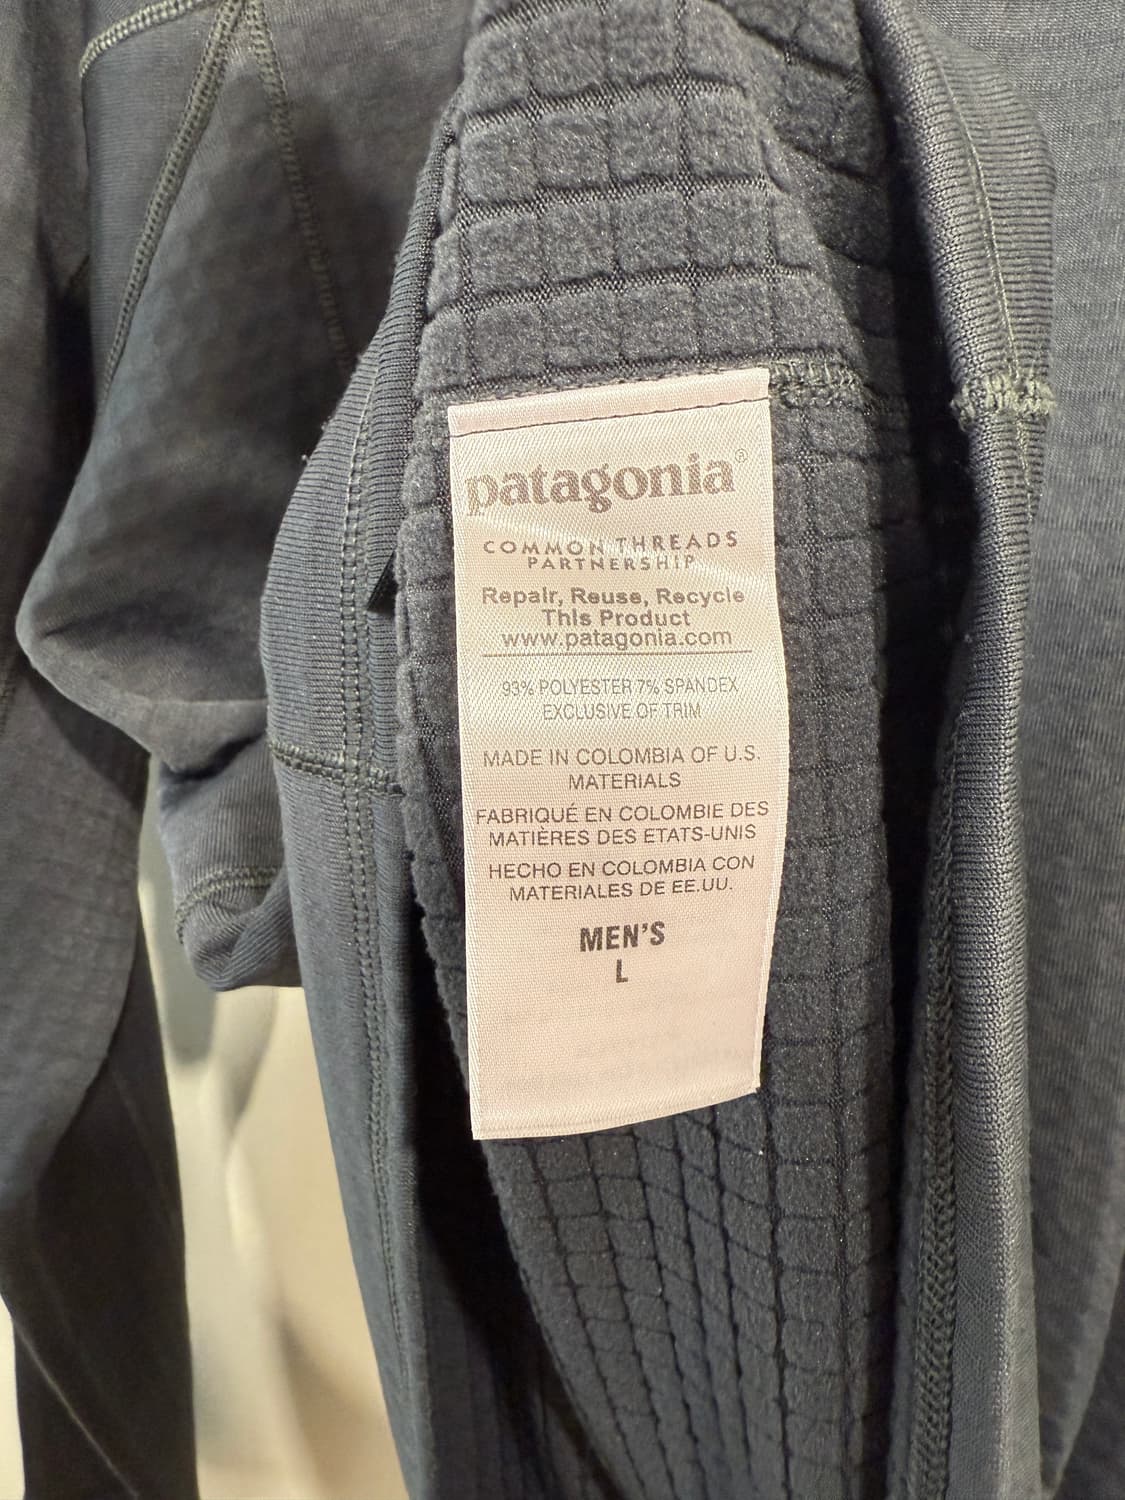 patagonia®
COMMON THREADS
PARTNERSHIP
Repair, Reuse, Recycle
This Product
www.patagonia.com
93% POLYESTER 7% SPANDEX
EXCLUSIVE OF TRIM
MADE IN COLOMBIA OF U.S.
MATERIALS
FABRIQUÉ EN COLOMBIE DES
MATIÈRES DES ETATS-UNIS
HECHO EN COLOMBIA CON
MATERIALES DE EE.UU.
MEN'S
L